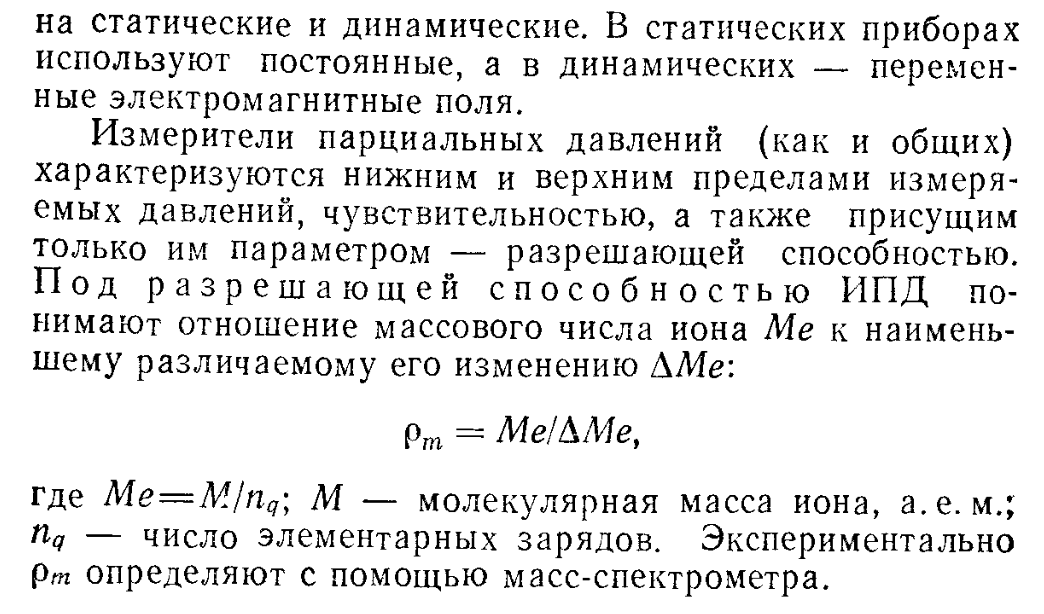 на статические и динамические. В статических приборах
используют постоянные, а в динамических — перемен-
ные электромагнитные поля.
Измерители парциальных давлений (как и общих)
характеризуются нижним и верхним пределами измеря-
емых давлений, чувствительностью, а также присущим
только им параметром — разрешающей способностью.
Под разрешающей способностью ИПД по-
нимают отношение массового числа иона Me к наимень-
шему различаемому его изменению ΔMe:
ρm = Me/ΔMe,
где Me=M/nq; M — молекулярная масса иона, а. е. м.;
nq — число элементарных зарядов. Экспериментально
ρm определяют с помощью масс-спектрометра.